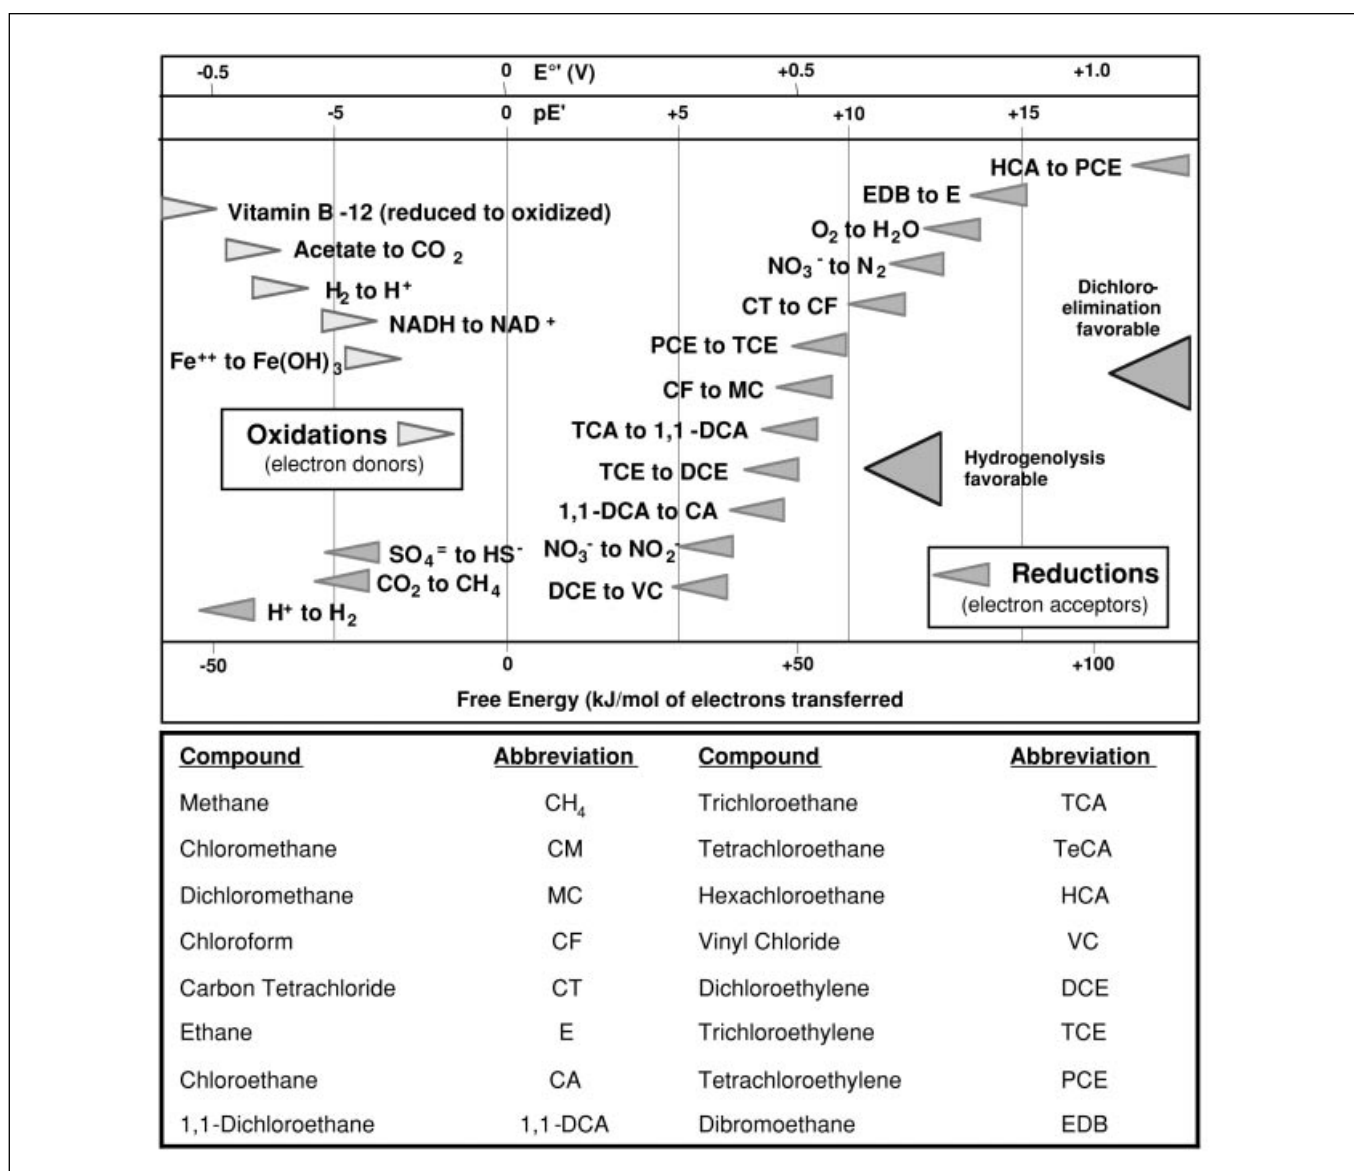 -0.5 0 E°' (V) +0.5 +1.0
-5 0 pE' +5 +10 +15
HCA to PCE
EDB to E
Vitamin B -12 (reduced to oxidized)
O₂ to H₂O
Acetate to CO ₂
NO₃⁻ to N₂
H₂ to H⁺
Dichloro-
elimination
favorable
CT to CF
NADH to NAD ⁺
PCE to TCE
Fe⁺⁺ to Fe(OH)₃
CF to MC
TCA to 1,1-DCA
Oxidations
(electron donors)
TCE to DCE
Hydrogenolysis
favorable
1,1-DCA to CA
SO₄⁼ to HS⁻
NO₃⁻ to NO₂⁻
CO₂ to CH₄
DCE to VC
Reductions
(electron acceptors)
H⁺ to H₂
-50 0 +50 +100
Free Energy (kJ/mol of electrons transferred
Compound Abbreviation Compound Abbreviation
Methane CH₄ Trichloroethane TCA
Chloromethane CM Tetrachloroethane TeCA
Dichloromethane MC Hexachloroethane HCA
Chloroform CF Vinyl Chloride VC
Carbon Tetrachloride CT Dichloroethylene DCE
Ethane E Trichloroethylene TCE
Chloroethane CA Tetrachloroethylene PCE
1,1-Dichloroethane 1,1-DCA Dibromoethane EDB